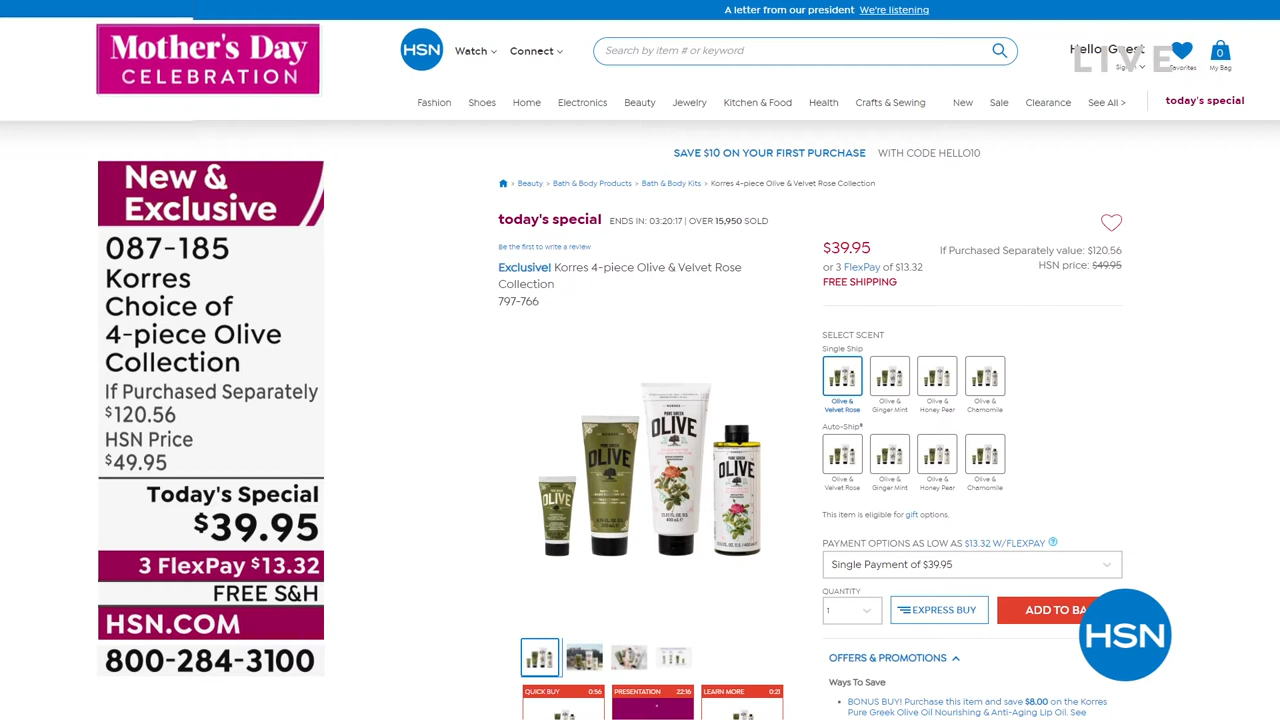 A letter from our president We're listening
Mother's Day
CELEBRATION
HSN
Watch
Connect
Search by item # or keyword
Hello, Guest
LIVE
Favorites
0
My Bag
Fashion
Shoes
Home
Electronics
Beauty
Jewelry
Kitchen & Food
Health
Crafts & Sewing
New
Sale
Clearance
See All >
today's special
SAVE $10 ON YOUR FIRST PURCHASE WITH CODE HELLO10
> Beauty > Bath & Body Products > Bath & Body Kits > Korres 4-piece Olive & Velvet Rose Collection
New &
Exclusive
087-185
Korres
Choice of
4-piece Olive
Collection
If Purchased Separately
$120.56
HSN Price
$49.95
Today's Special
$39.95
3 FlexPay $13.32
FREE S&H
HSN.COM
800-284-3100
today's special ENDS IN: 03:20:17 | OVER 15,950 SOLD
Be the first to write a review
Exclusive! Korres 4-piece Olive & Velvet Rose
Collection
797-766
$39.95
or 3 FlexPay of $13.32
FREE SHIPPING
If Purchased Separately value: $120.56
HSN price: $49.95
OLIVE
OLIVE
PURE GREEK
OLIVE
OLIVE
SELECT SCENT
Single Ship
Olive &
Velvet Rose
Olive &
Ginger Mint
Olive &
Honey Pear
Olive &
Chamomile
Auto-Ship®
Olive &
Velvet Rose
Olive &
Ginger Mint
Olive &
Honey Pear
Olive &
Chamomile
This item is eligible for gift options.
PAYMENT OPTIONS AS LOW AS $13.32 W/FLEXPAY ?
Single Payment of $39.95
QUANTITY
1
EXPRESS BUY
ADD TO BA
HSN
OFFERS & PROMOTIONS
Ways To Save
• BONUS BUY! Purchase this item and save $8.00 on the Korres
Pure Greek Olive Oil Nourishing & Anti-Aging Lip Oil. See
QUICK BUY 0:56
PRESENTATION 22:16
LEARN MORE 0:21